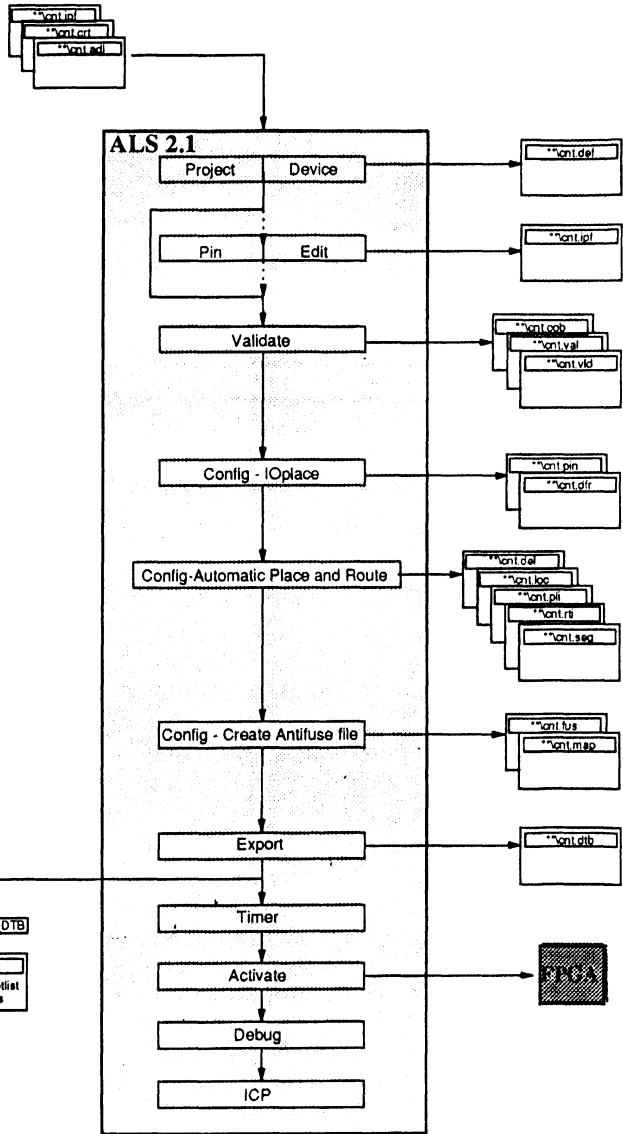 **\cnt.ipf
**\cnt.crt
**\cnt.adl
ALS 2.1
Project Device
**\cnt.def
Pin Edit
**\cnt.ipf
Validate
**\cnt.cob
**\cnt.val
**\cnt.vld
Config - IOplace
**\cnt.pin
**\cnt.dfr
Config-Automatic Place and Route
**\cnt.del
**\cnt.loc
**\cnt.pli
**\cnt.rti
**\cnt.seg
Config - Create Antifuse file
**\cnt.fus
**\cnt.map
Export
**\cnt.dtb
Timer
DTB
Activate
FPGA
etlist
s
Debug
ICP